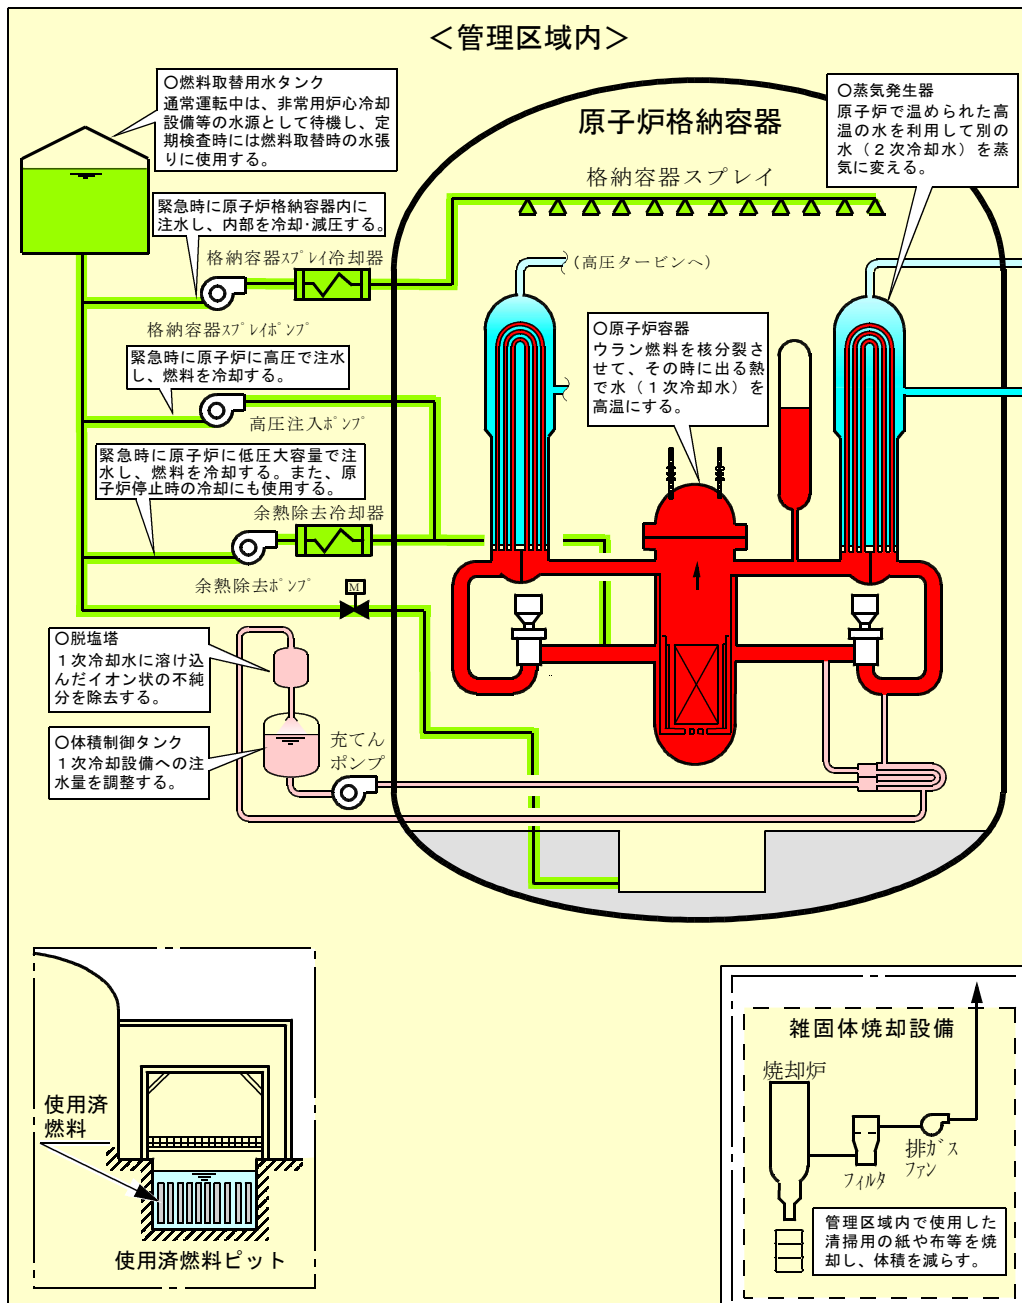 ＜管理区域内＞
○燃料取替用水タンク
通常運転中は、非常用炉心冷却
設備等の水源として待機し、定
期検査時には燃料取替時の水張
りに使用する。
○蒸気発生器
原子炉で温められた高
温の水を利用して別の
水（２次冷却水）を蒸
気に変える。
原子炉格納容器
格納容器スプレイ
緊急時に原子炉格納容器内に
注水し、内部を冷却･減圧する。
格納容器ｽﾌﾟﾚｲ冷却器
（高圧タービンへ）
格納容器ｽﾌﾟﾚｲﾎﾟﾝﾌﾟ
○原子炉容器
ウラン燃料を核分裂さ
せて、その時に出る熱
で水（１次冷却水）を
高温にする。
緊急時に原子炉に高圧で注水
し、燃料を冷却する。
高圧注入ﾎﾟﾝﾌﾟ
緊急時に原子炉に低圧大容量で注
水し、燃料を冷却する。また、原
子炉停止時の冷却にも使用する。
余熱除去冷却器
余熱除去ﾎﾟﾝﾌﾟ
M
○脱塩塔
１次冷却水に溶け込
んだイオン状の不純
分を除去する。
○体積制御タンク
１次冷却設備への注
水量を調整する。
充てん
ポンプ
使用済
燃料
使用済燃料ピット
雑固体焼却設備
焼却炉
ﾌｨﾙﾀ
排ｶﾞｽ
ﾌｧﾝ
管理区域内で使用した
清掃用の紙や布等を焼
却し、体積を減らす。